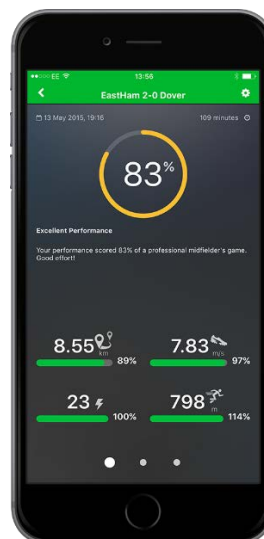 EE 13:56
EastHam 2-0 Dover
13 May 2015, 19:16 109 minutes
83%
Excellent Performance
Your performance scored 83% of a professional midfielder's game.
Good effort!
8.55 km 7.83 m/s
89% 97%
23 798 m
100% 114%